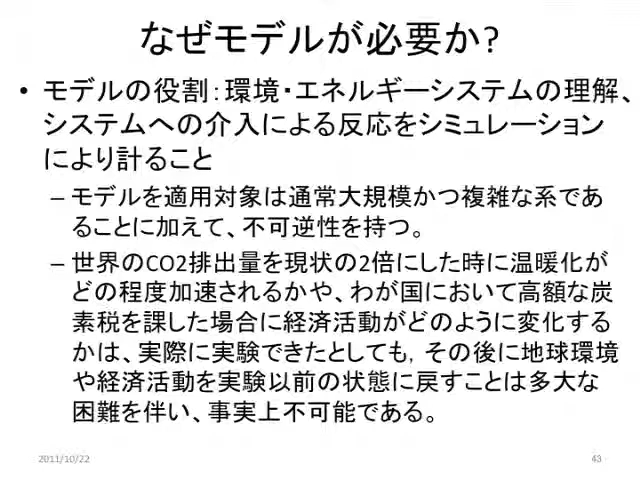 なぜモデルが必要か?
• モデルの役割：環境・エネルギーシステムの理解、
システムへの介入による反応をシミュレーション
により計ること
– モデルを適用対象は通常大規模かつ複雑な系であ
ることに加えて、不可逆性を持つ。
– 世界のCO2排出量を現状の2倍にした時に温暖化が
どの程度加速されるかや、わが国において高額な炭
素税を課した場合に経済活動がどのように変化する
かは、実際に実験できたとしても，その後に地球環境
や経済活動を実験以前の状態に戻すことは多大な
困難を伴い、事実上不可能である。
2011/10/22
43